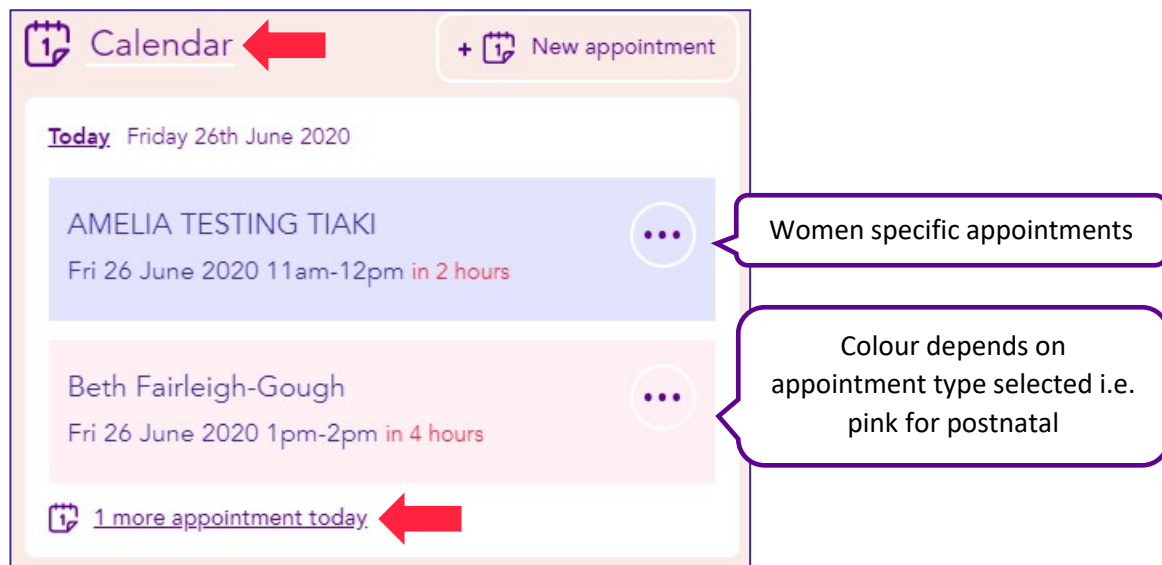 Calendar
+ New appointment
Today Friday 26th June 2020
AMELIA TESTING TIAKI
Fri 26 June 2020 11am-12pm in 2 hours
Women specific appointments
Beth Fairleigh-Gough
Fri 26 June 2020 1pm-2pm in 4 hours
Colour depends on
appointment type selected i.e.
pink for postnatal
1 more appointment today